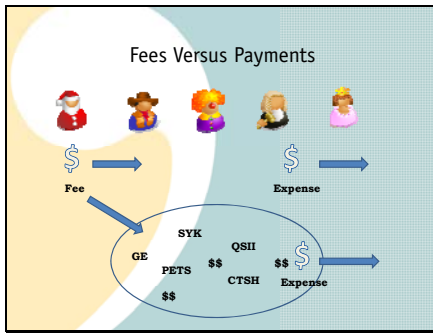 Fees Versus Payments
$ $
Fee Expense
SYK
QSII
GE
$$ $$ $
PETS
CTSH Expense
$$